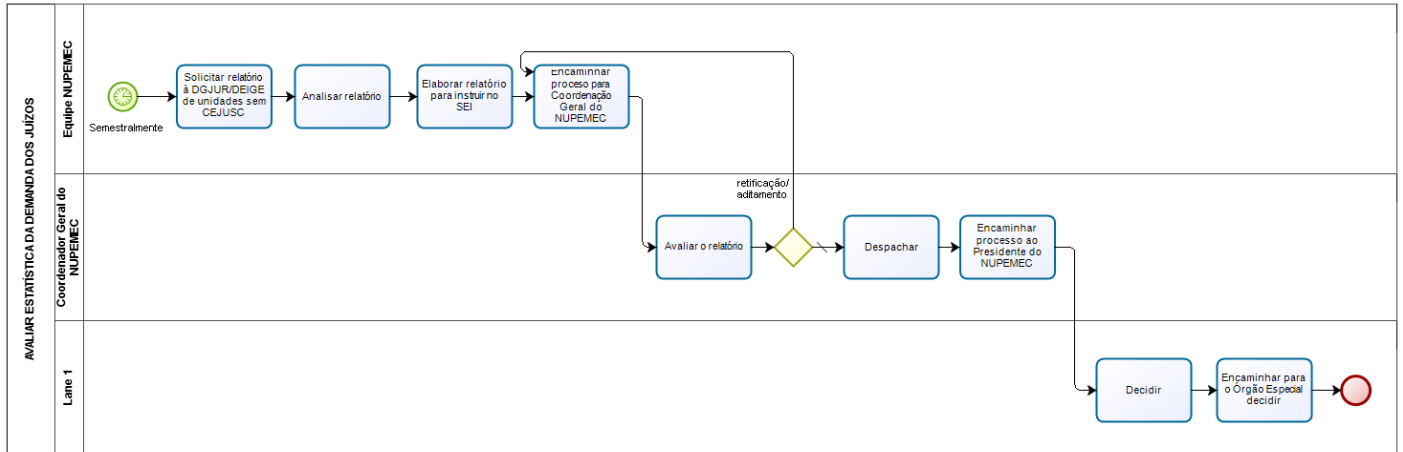 AVALIAR ESTATÍSTICA DA DEMANDA DOS JUÍZOS
Equipe NUPEMEC
Semestralmente
Solicitar relatório
à DGJUR/DEIGE
de unidades sem
CEJUSC
Analisar relatório
Elaborar relatório
para instruir no
SEI
Encaminhar
proceso para
Coordenação
Geral do
NUPEMEC
Coordenador Geral do
NUPEMEC
retificação/
aditamento
Avaliar o relatório
Despachar
Encaminhar
processo ao
Presidente do
NUPEMEC
Lane 1
Decidir
Encaminhar para
o Órgão Especial
decidir